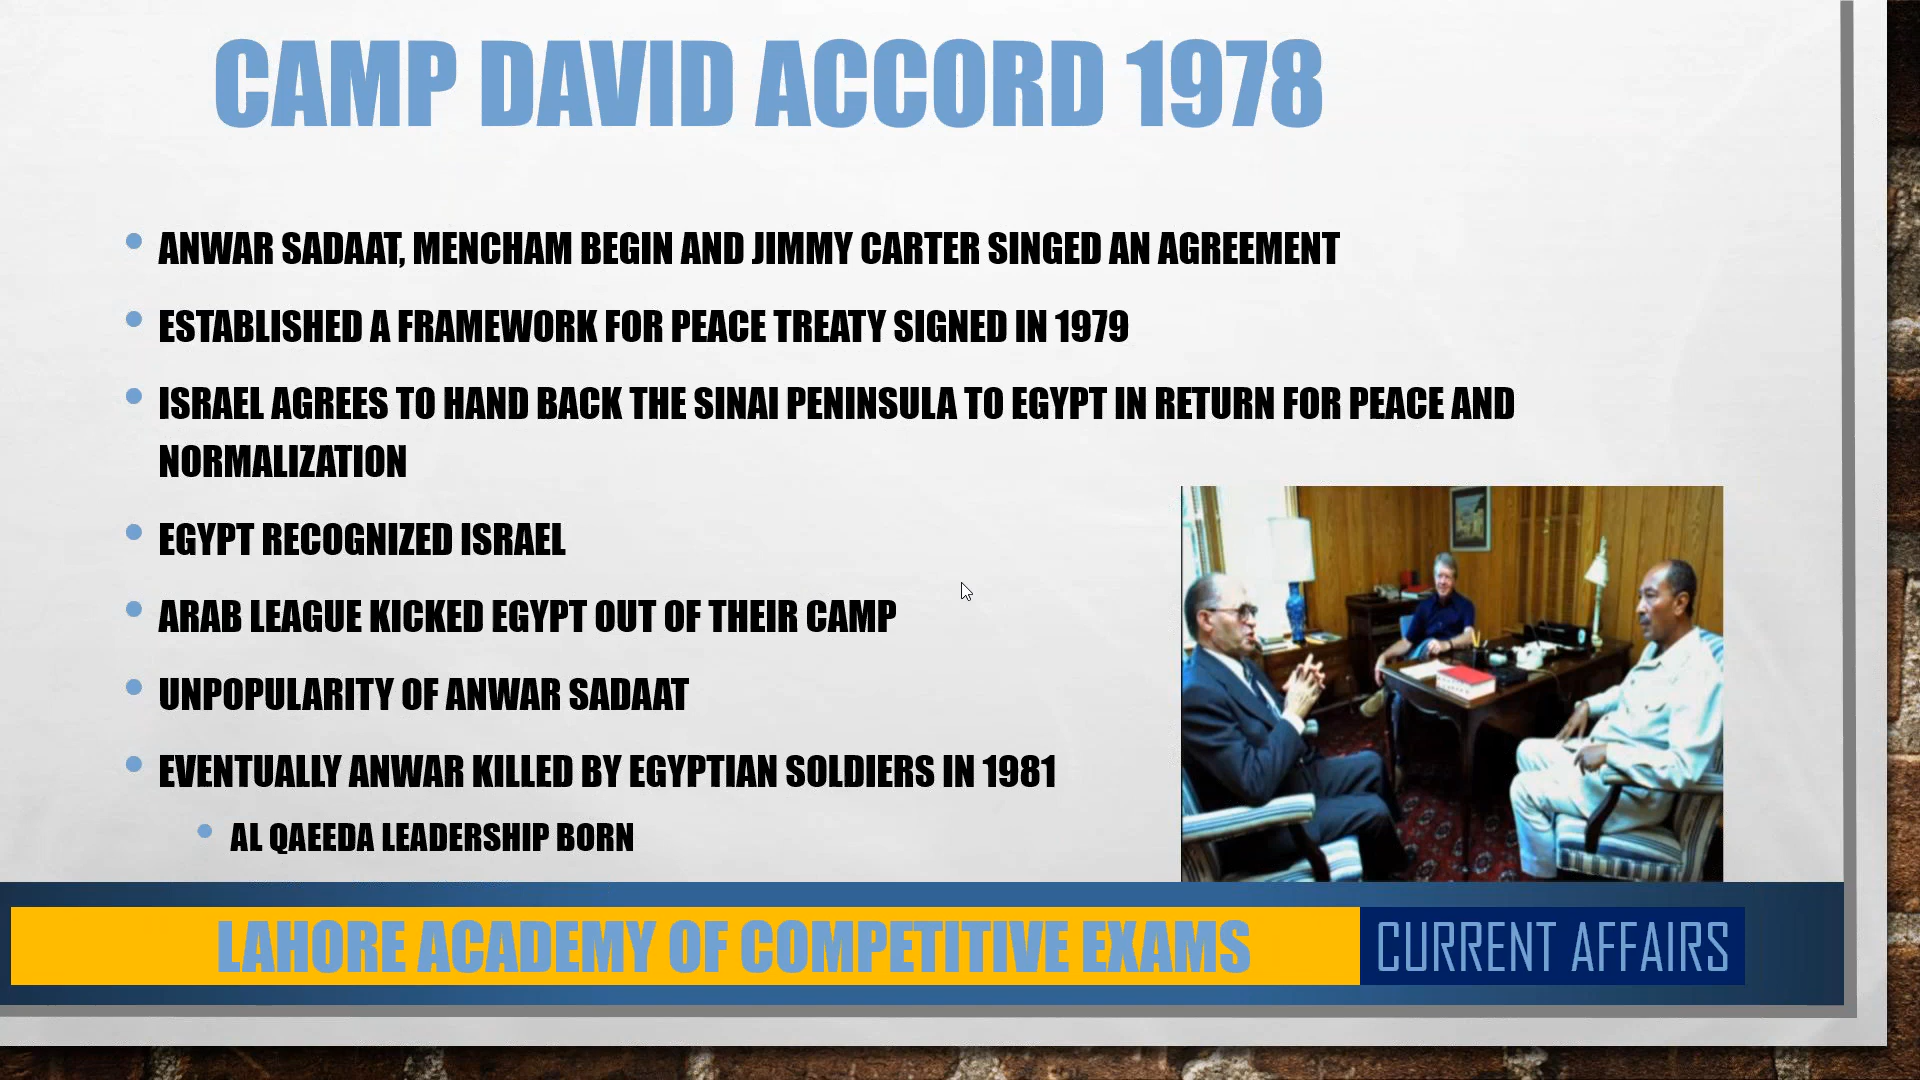 CAMP DAVID ACCORD 1978
• ANWAR SADAAT, MENCHAM BEGIN AND JIMMY CARTER SINGED AN AGREEMENT
• ESTABLISHED A FRAMEWORK FOR PEACE TREATY SIGNED IN 1979
• ISRAEL AGREES TO HAND BACK THE SINAI PENINSULA TO EGYPT IN RETURN FOR PEACE AND
NORMALIZATION
• EGYPT RECOGNIZED ISRAEL
• ARAB LEAGUE KICKED EGYPT OUT OF THEIR CAMP
• UNPOPULARITY OF ANWAR SADAAT
• EVENTUALLY ANWAR KILLED BY EGYPTIAN SOLDIERS IN 1981
• AL QAEEDA LEADERSHIP BORN
LAHORE ACADEMY OF COMPETITIVE EXAMS
CURRENT AFFAIRS